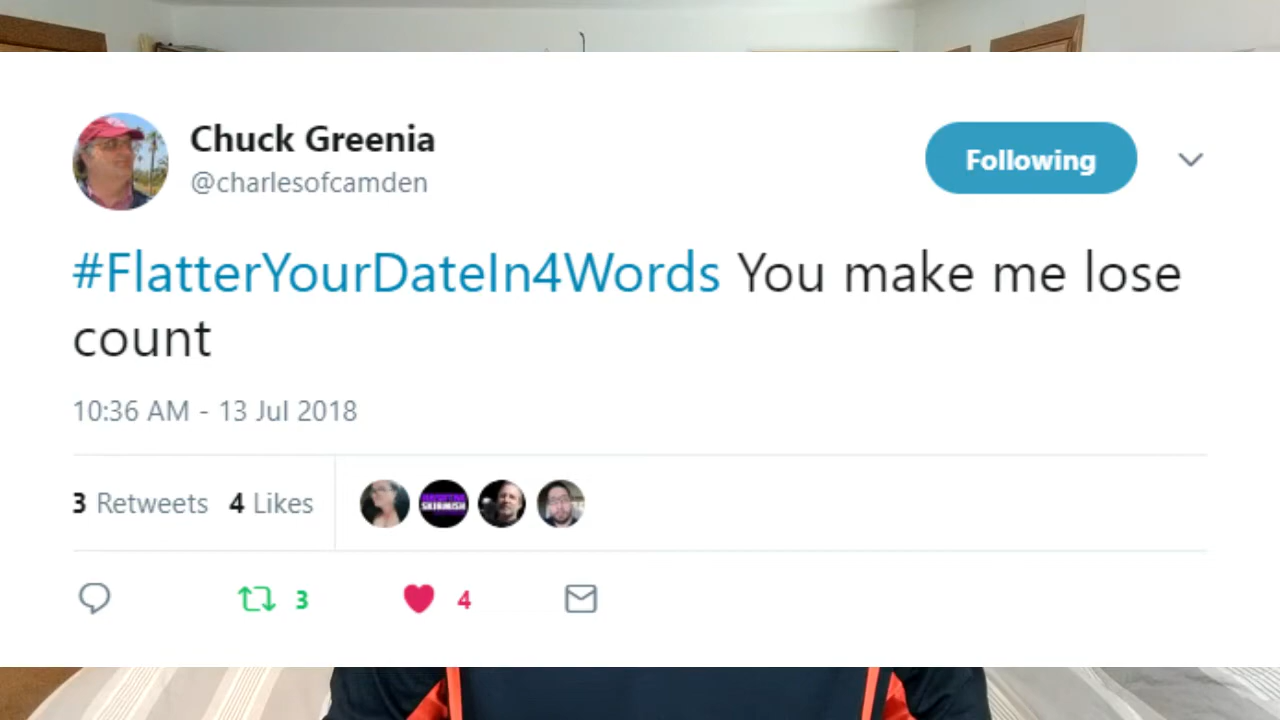 Chuck Greenia
@charlesofcamden
Following
#FlatterYourDateIn4Words You make me lose
count
10:36 AM - 13 Jul 2018
3 Retweets 4 Likes
SKIRMISH
3 4